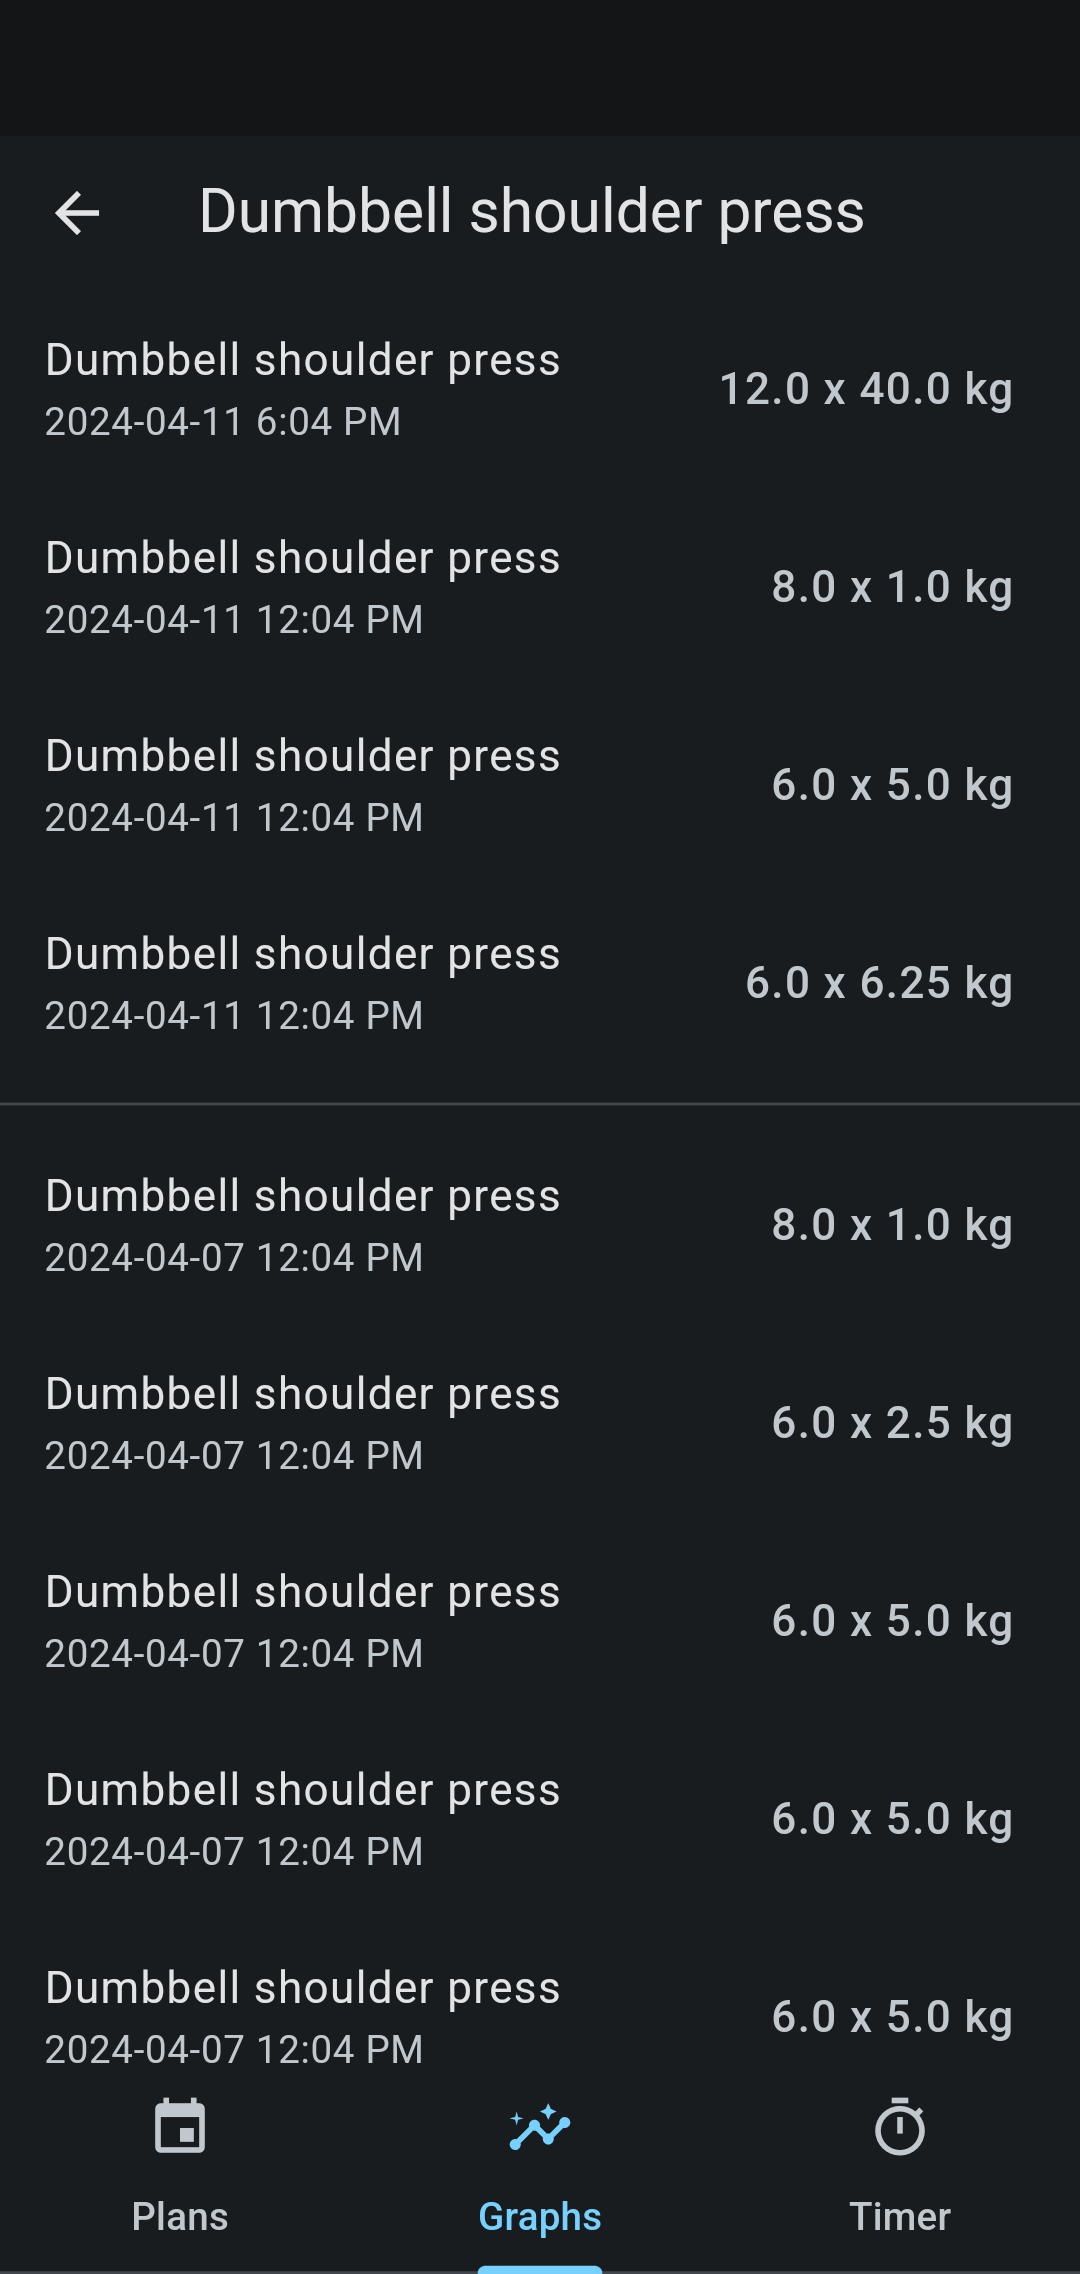 Dumbbell shoulder press
Dumbbell shoulder press
2024-04-11 6:04 PM
12.0 x 40.0 kg
Dumbbell shoulder press
2024-04-11 12:04 PM
8.0 x 1.0 kg
Dumbbell shoulder press
2024-04-11 12:04 PM
6.0 x 5.0 kg
Dumbbell shoulder press
2024-04-11 12:04 PM
6.0 x 6.25 kg
Dumbbell shoulder press
2024-04-07 12:04 PM
8.0 x 1.0 kg
Dumbbell shoulder press
2024-04-07 12:04 PM
6.0 x 2.5 kg
Dumbbell shoulder press
2024-04-07 12:04 PM
6.0 x 5.0 kg
Dumbbell shoulder press
2024-04-07 12:04 PM
6.0 x 5.0 kg
Dumbbell shoulder press
2024-04-07 12:04 PM
6.0 x 5.0 kg
Plans
Graphs
Timer